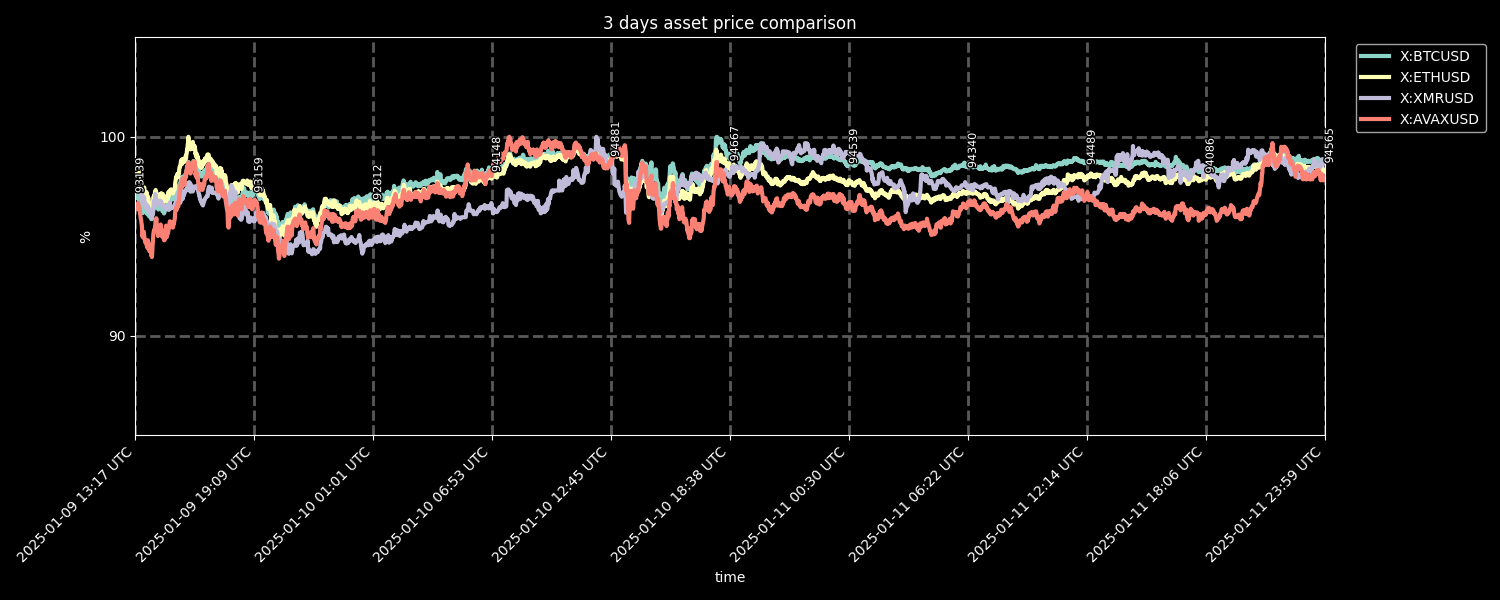 3 days asset price comparison
X:BTCUSD
X:ETHUSD
X:XMRUSD
X:AVAXUSD
100
90
%
93159
92812
94148
94881
94667
94539
94340
94489
94086
94565
2025-01-09 13:17 UTC
2025-01-09 19:09 UTC
2025-01-10 01:01 UTC
2025-01-10 06:53 UTC
2025-01-10 12:45 UTC
2025-01-10 18:38 UTC
2025-01-11 00:30 UTC
2025-01-11 06:22 UTC
2025-01-11 12:14 UTC
2025-01-11 18:06 UTC
2025-01-11 23:59 UTC
time